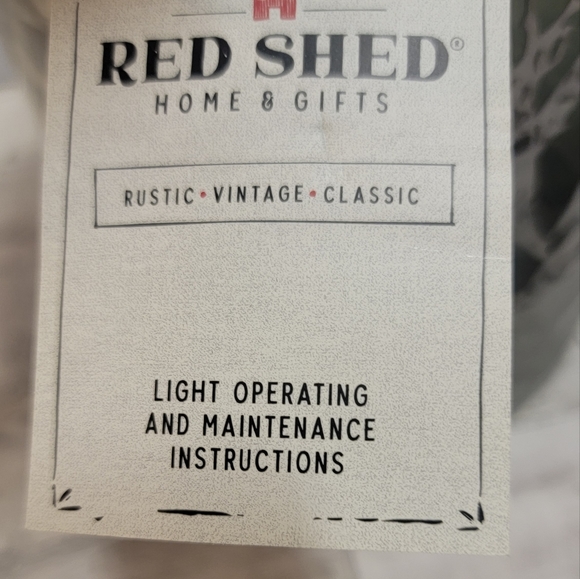 RED SHED®
HOME & GIFTS
RUSTIC • VINTAGE • CLASSIC
LIGHT OPERATING
AND MAINTENANCE
INSTRUCTIONS